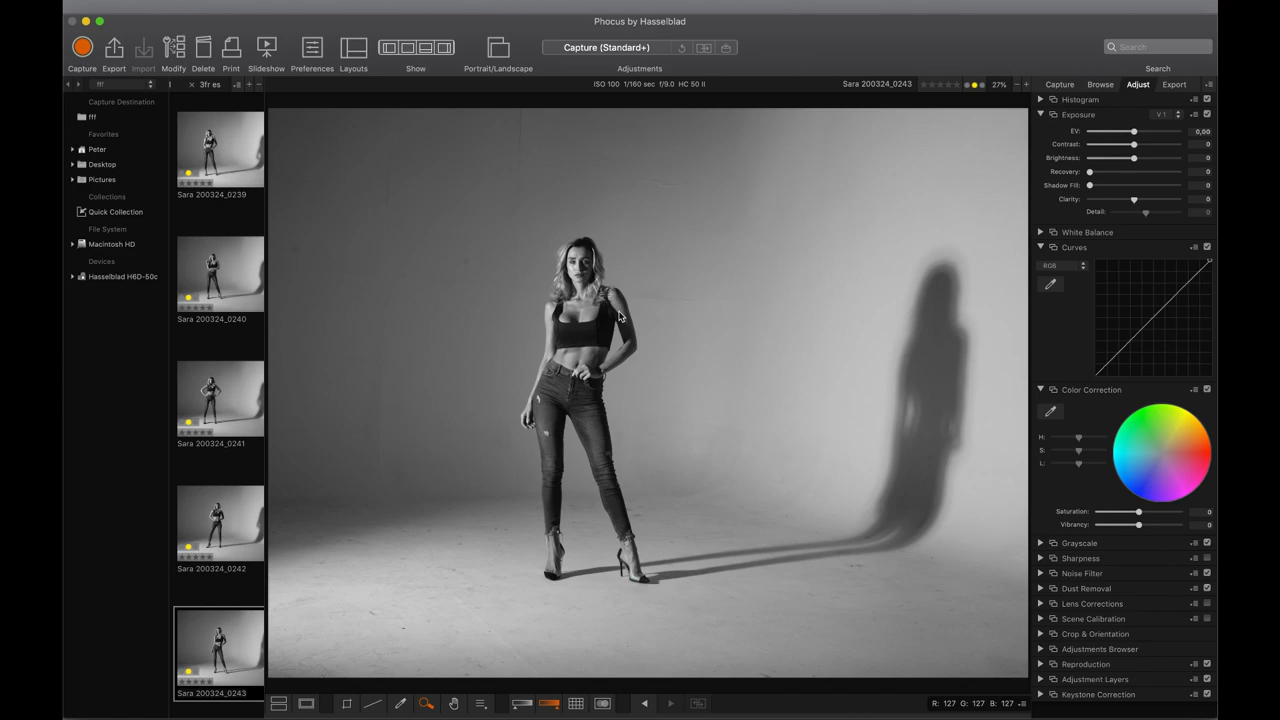 Phocus by Hasselblad
Capture Export Import Modify Delete Print Slideshow Preferences Layouts Show Portrait/Landscape Capture (Standard+) Adjustments Search Search
fff 3fr es ISO 100 1/160 sec f/9.0 HC 50 II Sara 200324_0243 27% Capture Browse Adjust Export
Capture Destination
fff
Favorites
Peter
Desktop
Pictures
Collections
Quick Collection
File System
Macintosh HD
Devices
Hasselblad H6D-50c
Sara 200324_0239
Sara 200324_0240
Sara 200324_0241
Sara 200324_0242
Sara 200324_0243
Histogram
Exposure V 1
EV: 0,00
Contrast: 0
Brightness: 0
Recovery: 0
Shadow Fill: 0
Clarity: 0
Detail: 0
White Balance
Curves
RGB
Color Correction
H:
S:
L:
Saturation: 0
Vibrancy: 0
Grayscale
Sharpness
Noise Filter
Dust Removal
Lens Corrections
Scene Calibration
Crop & Orientation
Adjustments Browser
Reproduction
Adjustment Layers
Keystone Correction
R: 127 G: 127 B: 127